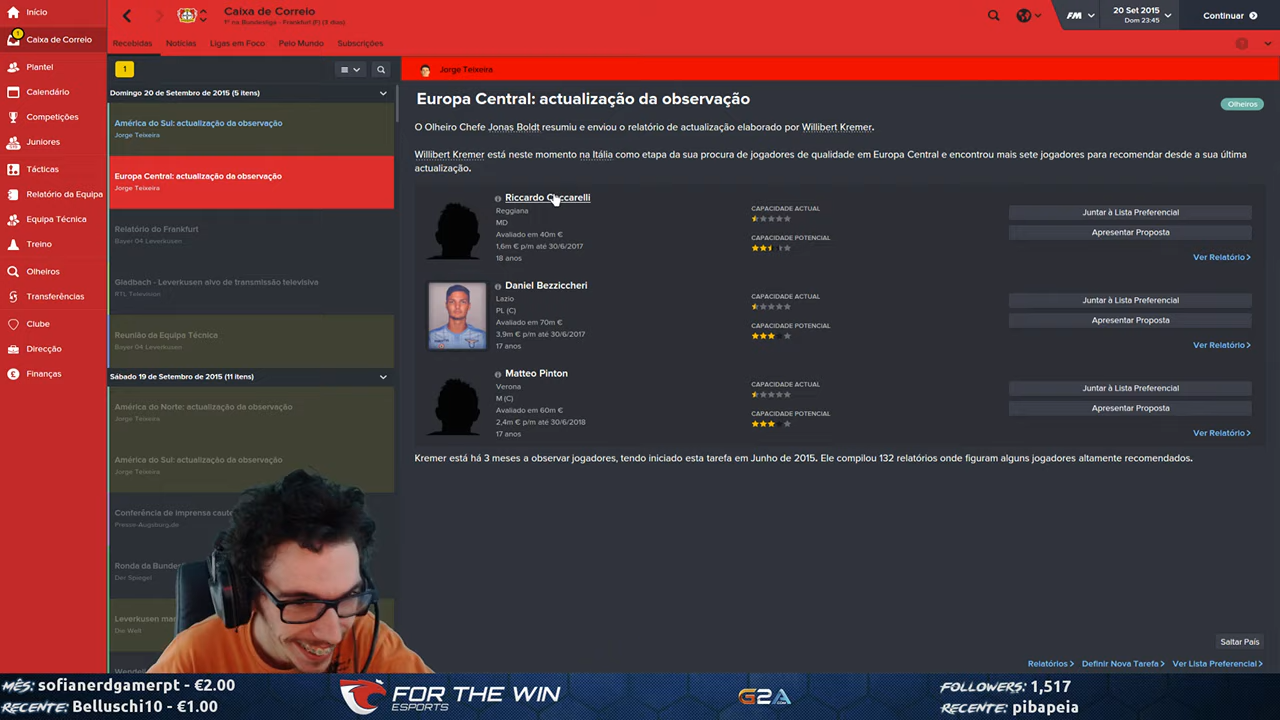 Início
Caixa de Correio
1
Plantel
Calendário
Competições
Juniores
Tácticas
Relatório da Equipa
Equipa Técnica
Treino
Olheiros
Transferências
Clube
Direcção
Finanças
Caixa de Correio
1º na Bundesliga - Frankfurt (F) (3 dias)
FM
20 Set 2015
Dom 23:45
Continuar
Recebidas
Notícias
Ligas em Foco
Pelo Mundo
Subscrições
1
Domingo 20 de Setembro de 2015 (5 itens)
América do Sul: actualização da observação
Jorge Teixeira
Europa Central: actualização da observação
Jorge Teixeira
Relatório do Frankfurt
Bayer 04 Leverkusen
Gladbach - Leverkusen alvo de transmissão televisiva
RTL Television
Reunião da Equipa Técnica
Bayer 04 Leverkusen
Sábado 19 de Setembro de 2015 (11 itens)
América do Norte: actualização da observação
Jorge Teixeira
América do Sul: actualização da observação
Jorge Teixeira
Conferência de imprensa
Presse-Augsburg.de
Ronda da
Der Spiegel
Leverkusen
Die Welt
Jorge Teixeira
Europa Central: actualização da observação
Olheiros
O Olheiro Chefe Jonas Boldt resumiu e enviou o relatório de actualização elaborado por Willibert Kremer.
Willibert Kremer está neste momento na Itália como etapa da sua procura de jogadores de qualidade em Europa Central e encontrou mais sete jogadores para recomendar desde a sua última
actualização.
Riccardo
Reggiana
MD
Avaliado em 40m €
1,6m € p/m até 30/6/2017
18 anos
CAPACIDADE ACTUAL
CAPACIDADE POTENCIAL
Juntar à Lista Preferencial
Apresentar Proposta
Ver Relatório>
Daniel Bezziccheri
Lazio
PL (C)
Avaliado em 70m €
3,9m € p/m até 30/6/2017
17 anos
CAPACIDADE ACTUAL
CAPACIDADE POTENCIAL
Juntar à Lista Preferencial
Apresentar Proposta
Ver Relatório>
Matteo Pinton
Verona
M (C)
Avaliado em 60m €
2,4m € p/m até 30/6/2018
17 anos
CAPACIDADE ACTUAL
CAPACIDADE POTENCIAL
Juntar à Lista Preferencial
Apresentar Proposta
Ver Relatório>
Kremer está há 3 meses a observar jogadores, tendo iniciado esta tarefa em Junho de 2015. Ele compilou 132 relatórios onde figuram alguns jogadores altamente recomendados.
Saltar País
Relatórios> Definir Nova Tarefa> Ver Lista Preferencial>
MÊS: sofianerdgamerpt - €2.00
RECENTE: Belluschi10 - €1.00
FOR THE WIN
ESPORTS
G2A
.COM
FOLLOWERS: 1,517
RECENTE: pibapeia